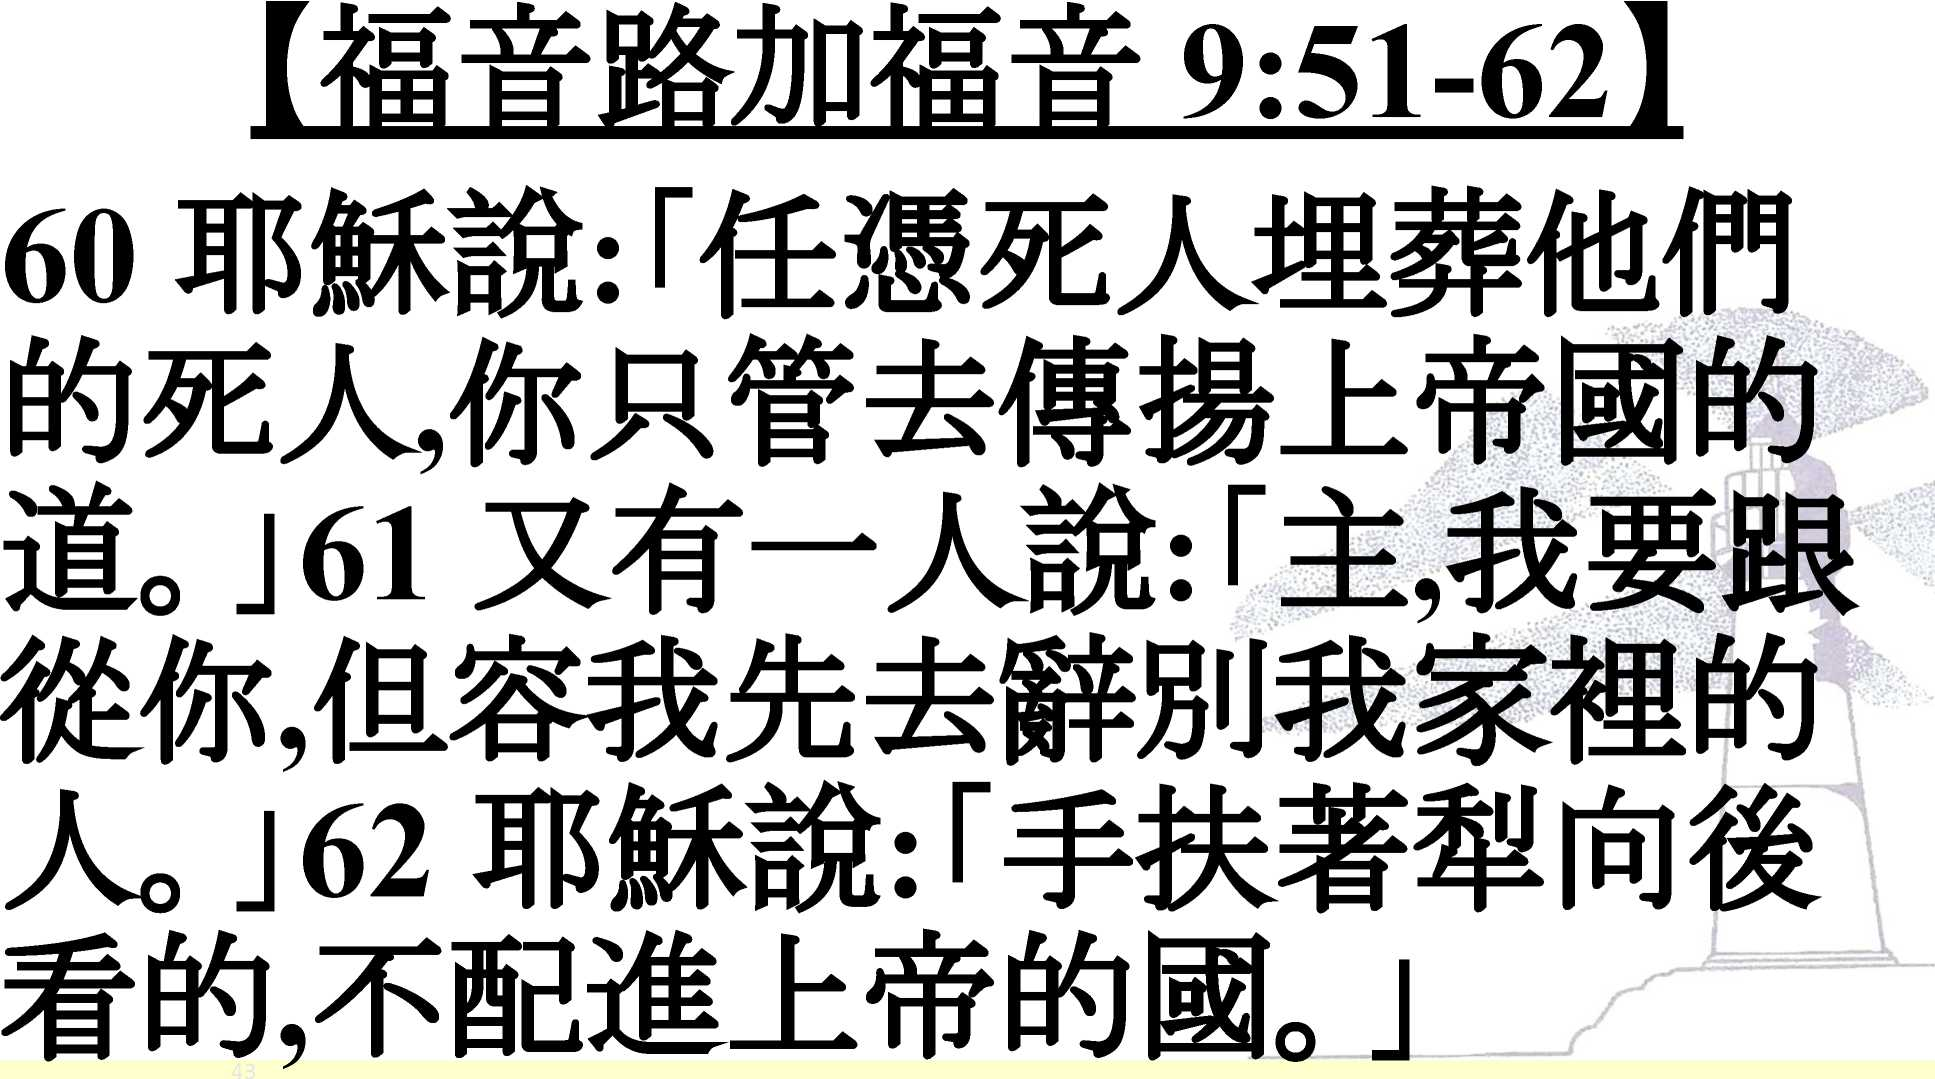 【福音路加福音 9:51-62】
60 耶穌說:「任憑死人埋葬他們
的死人,你只管去傳揚上帝國的
道。」61 又有一人說:「主,我要跟
從你,但容我先去辭別我家裡的
人。」62 耶穌說:「手扶著犁向後
看的,不配進上帝的國。」
43